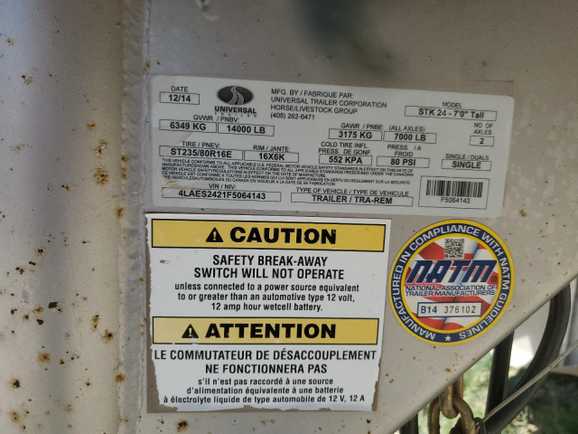 DATE
12/14
UNIVERSAL
MFG. BY / FABRIQUE PAR:
UNIVERSAL TRAILER CORPORATION
HORSE/LIVESTOCK GROUP
(405) 262-6471
MODEL
STK 24 - 7'0" Tall
GVWR / PNBV
6349 KG 14000 LB
GAWR / PNBE (ALL/AXLES)
3175 KG 7000 LB
NO OF AXLES
2
TIRE / PNEU RIM / JANTE
ST235/80R16E 16X6K
COLD TIRE INFL. PRESS. DE GONF. PRESS. / A FROID
552 KPA 80 PSI
SINGLE / DUALS
SINGLE
VIN / NIV
4LAES2421F5064143
TYPE OF VEHICLE / TYPE DE VEHICULE
TRAILER / TRA-REM
F5064143
CAUTION
SAFETY BREAK-AWAY
SWITCH WILL NOT OPERATE
unless connected to a power source equivalent
to or greater than an automotive type 12 volt,
12 amp hour wetcell battery.
ATTENTION
LE COMMUTATEUR DE DÉSACCOUPLEMENT
NE FONCTIONNERA PAS
s'il n'est pas raccordé à une source
d'alimentation équivalente à une batterie
à électrolyte liquide de type automobile de 12 V, 12 A
MANUFACTURED IN COMPLIANCE WITH NATM GUIDELINES
NATM
NATIONAL ASSOCIATION OF
TRAILER MANUFACTURERS
B14 376102